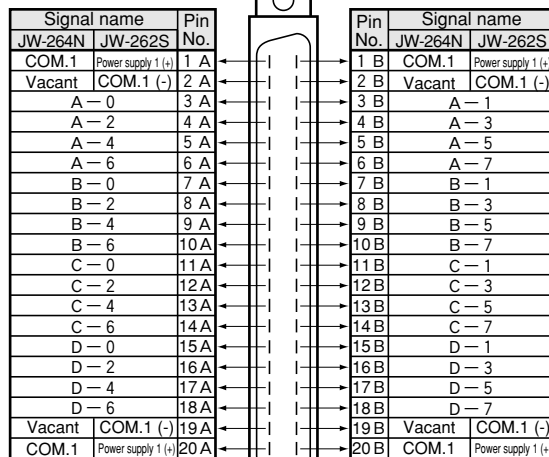 Signal name Pin No. Pin No. Signal name
JW-264N JW-262S JW-264N JW-262S
COM.1 Power supply 1 (+) 1 A 1 B COM.1 Power supply 1 (+)
Vacant COM.1 (-) 2 A 2 B Vacant COM.1 (-)
A — 0 3 A 3 B A — 1
A — 2 4 A 4 B A — 3
A — 4 5 A 5 B A — 5
A — 6 6 A 6 B A — 7
B — 0 7 A 7 B B — 1
B — 2 8 A 8 B B — 3
B — 4 9 A 9 B B — 5
B — 6 10 A 10 B B — 7
C — 0 11 A 11 B C — 1
C — 2 12 A 12 B C — 3
C — 4 13 A 13 B C — 5
C — 6 14 A 14 B C — 7
D — 0 15 A 15 B D — 1
D — 2 16 A 16 B D — 3
D — 4 17 A 17 B D — 5
D — 6 18 A 18 B D — 7
Vacant COM.1 (-) 19 A 19 B Vacant COM.1 (-)
COM.1 Power supply 1 (+) 20 A 20 B COM.1 Power supply 1 (+)